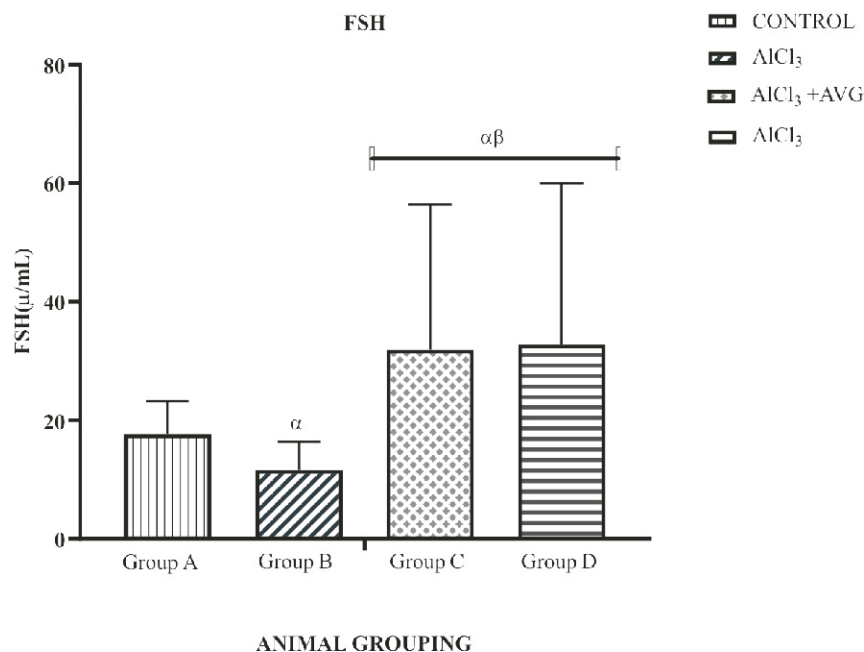 FSH
CONTROL
AlCl₃
AlCl₃ +AVG
AlCl₃
80
60
40
20
0
FSH(μ/mL)
αβ
α
Group A
Group B
Group C
Group D
ANIMAL GROUPING